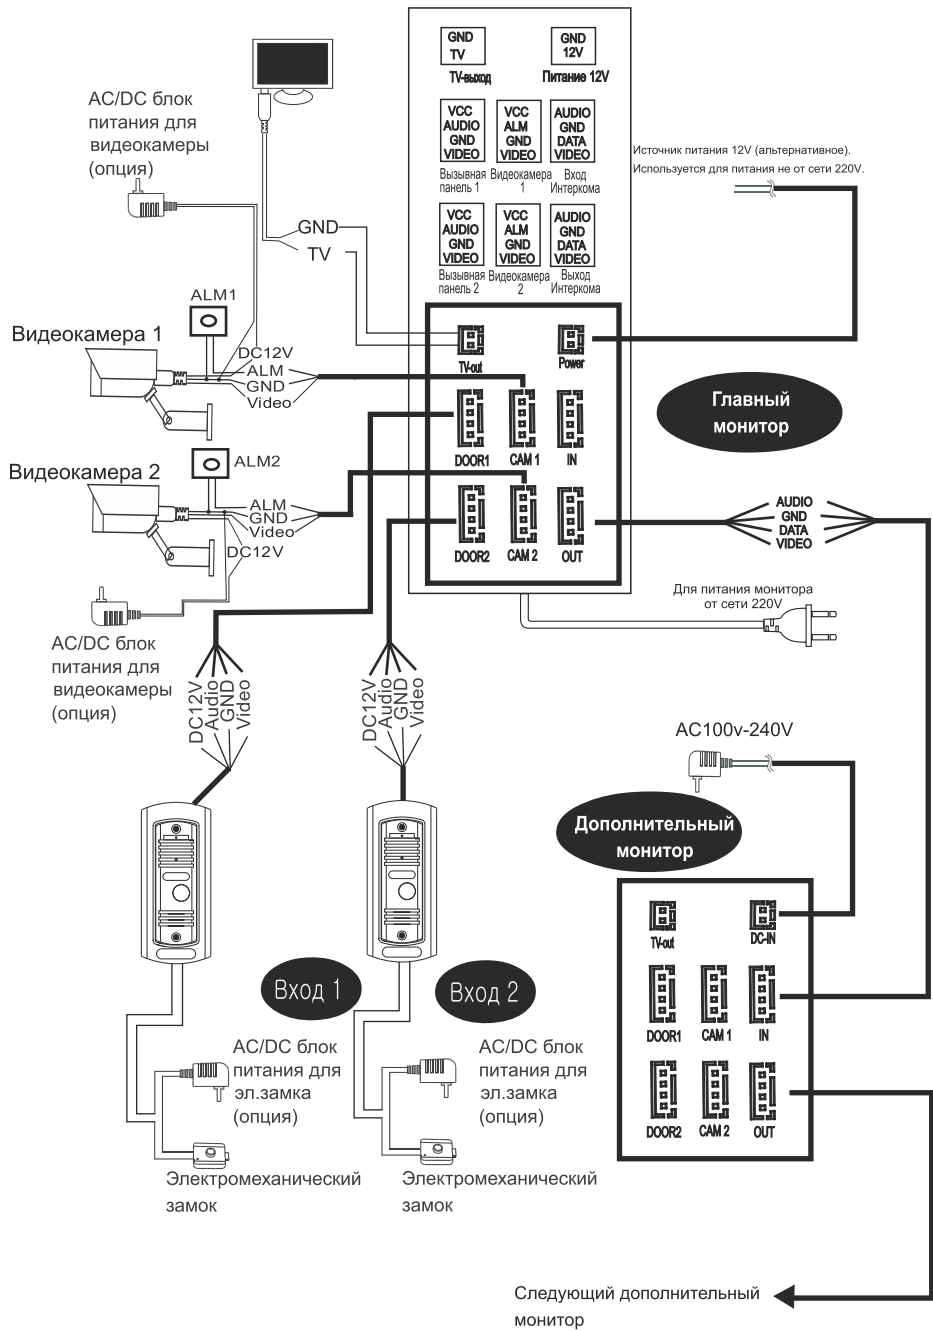 GND
TV
TV-выход
GND
12V
Питание 12V
VCC
AUDIO
GND
VIDEO
Вызывная
панель 1
VCC
ALM
GND
VIDEO
Видеокамера
1
AUDIO
GND
DATA
VIDEO
Вход
Интеркома
VCC
AUDIO
GND
VIDEO
Вызывная
панель 2
VCC
ALM
GND
VIDEO
Видеокамера
2
AUDIO
GND
DATA
VIDEO
Выход
Интеркома
AC/DC блок
питания для
видеокамеры
(опция)
GND
TV
Источник питания 12V (альтернативное).
Используется для питания не от сети 220V.
ALM1
Видеокамера 1
DC12V
ALM
GND
Video
TV-out
Power
DOOR1
CAM 1
IN
DOOR2
CAM 2
OUT
Главный
монитор
ALM2
Видеокамера 2
ALM
GND
Video
DC12V
AUDIO
GND
DATA
VIDEO
Для питания монитора
от сети 220V
AC/DC блок
питания для
видеокамеры
(опция)
DC12V
Audio
GND
Video
DC12V
Audio
GND
Video
AC100v-240V
Дополнительный
монитор
TV-out
DC-IN
DOOR1
CAM 1
IN
DOOR2
CAM 2
OUT
Вход 1
Вход 2
AC/DC блок
питания для
эл.замка
(опция)
AC/DC блок
питания для
эл.замка
(опция)
Электромеханический
замок
Электромеханический
замок
Следующий дополнительный
монитор